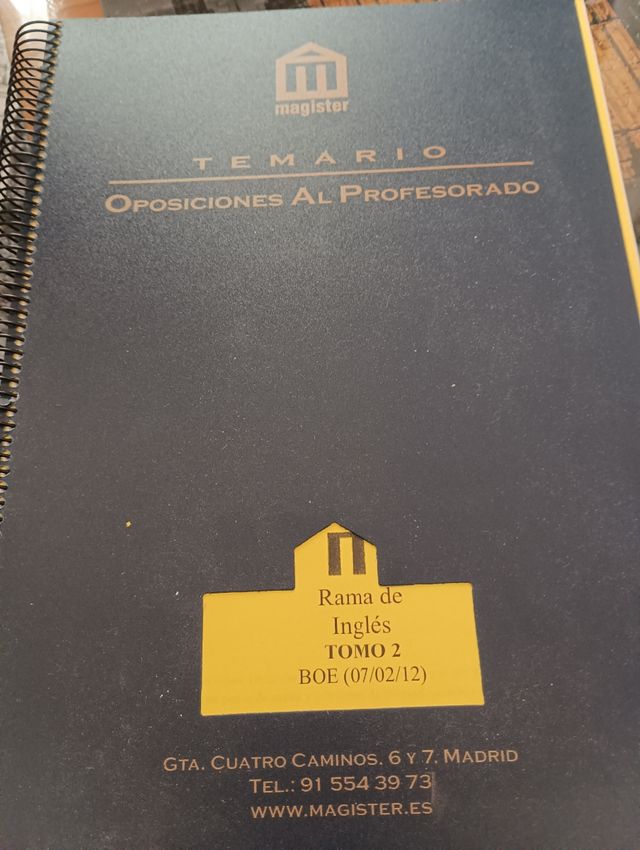 magister
TEMARIO
OPOSICIONES AL PROFESORADO
Rama de
Inglés
TOMO 2
BOE (07/02/12)
GTA. CUATRO CAMINOS. 6 Y 7. MADRID
TEL.: 91 554 39 73
WWW.MAGISTER.ES